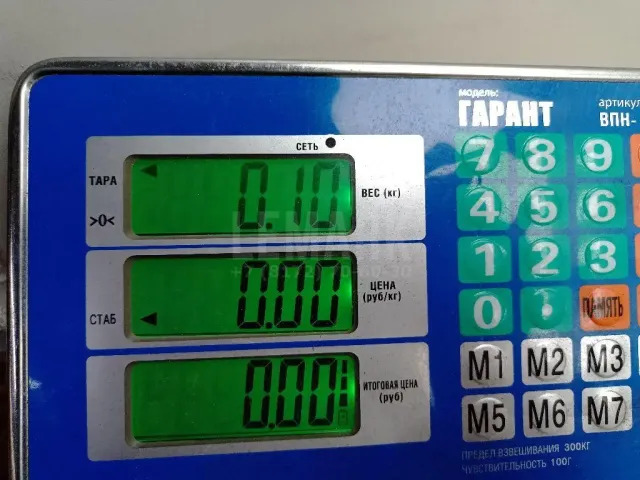 модель:
ГАРАНТ
артикул
ВПН-
СЕТЬ
ТАРА
0.10
ВЕС (кг)
>0<
7 8 9
4 5 6
0.00
ЦЕНА
(руб/кг)
СТАБ
1 2 3
0 . ПАМЯТЬ
0.00
ИТОГОВАЯ ЦЕНА
(руб)
M1 M2 M3
M5 M6 M7
ПРЕДЕЛ ВЗВЕШИВАНИЯ 300КГ
ЧУВСТВИТЕЛЬНОСТЬ 100Г